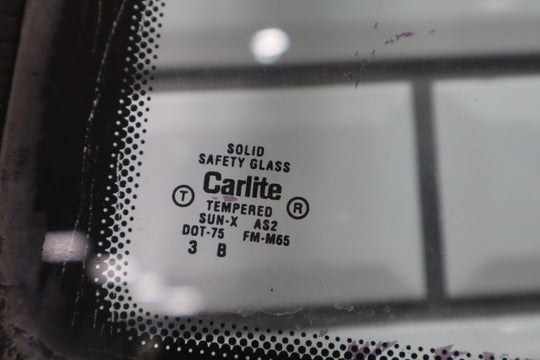 SOLID
SAFETY GLASS
Carlite
T R
TEMPERED
SUN-X AS2
DOT-75 FM-M65
3 B